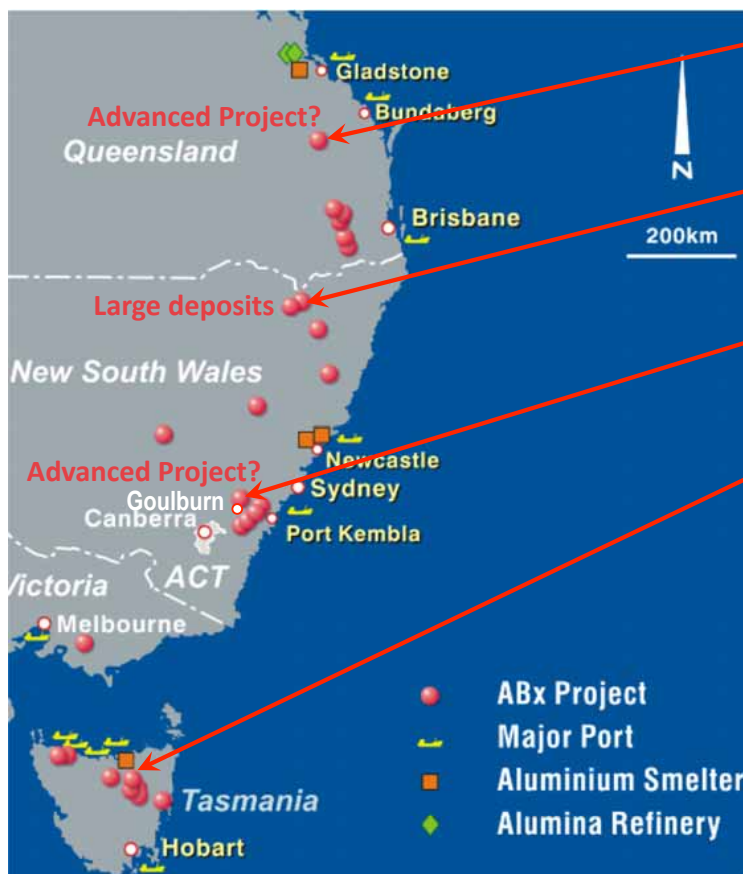 Gladstone
Advanced Project?
Bundaberg
Queensland
N
Brisbane
200km
Large deposits
New South Wales
Advanced Project?
Newcastle
Goulburn
Sydney
Canberra
Port Kembla
ACT
Victoria
Melbourne
ABx Project
Major Port
Aluminium Smelter
Tasmania
Alumina Refinery
Hobart